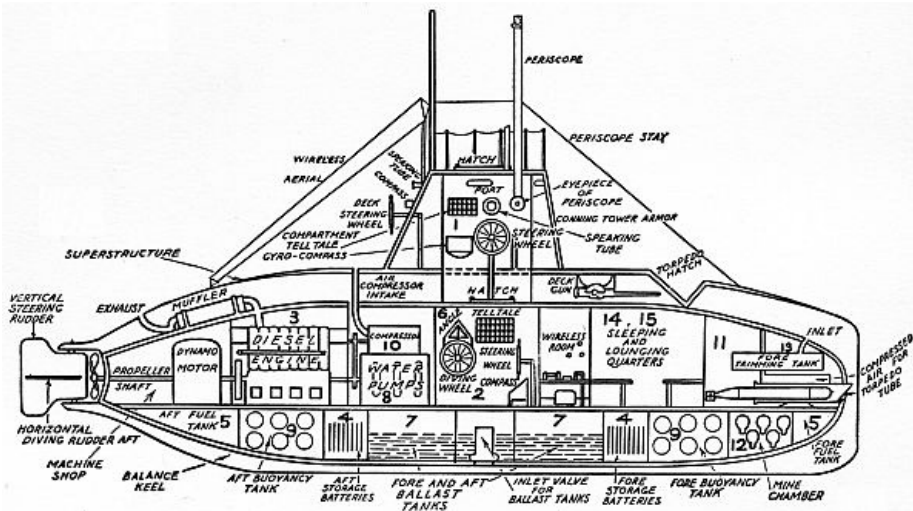 PERISCOPE
PERISCOPE STAY
WIRELESS
AERIAL
SPEAKING
TUBE
COMPASS
HATCH
PORT
EYEPIECE
OF
PERISCOPE
DECK
STEERING
WHEEL
CONNING TOWER ARMOR
COMPARTMENT
TELL TALE
1
STEERING
WHEEL
SPEAKING
TUBE
GYRO-COMPASS
SUPERSTRUCTURE
AIR
COMPRESSOR
INTAKE
HATCH
DECK
GUN
TORPEDO
HATCH
VERTICAL
STEERING
RUDDER
EXHAUST
MUFFLER
3
DIESEL
ENGINE
DYNAMO
MOTOR
COMPRESSOR
10
WATER
PUMPS
8
6
ANGLE
TELLTALE
DIVING
WHEEL
STEERING
WHEEL
COMPASS
2
WIRELESS
ROOM
14, 15
SLEEPING
AND
LOUNGING
QUARTERS
11
INLET
13
FORE
TRIMMING TANK
COMPRESSED
AIR FOR
TORPEDO
TUBE
PROPELLER
SHAFT
AFT FUEL
TANK 5
9
4
7
7
4
9
12
5
HORIZONTAL
DIVING RUDDER AFT
MACHINE
SHOP
BALANCE
KEEL
AFT BUOYANCY
TANK
AFT
STORAGE
BATTERIES
FORE AND AFT
BALLAST
TANKS
INLET VALVE
FOR
BALLAST TANKS
FORE
STORAGE
BATTERIES
FORE BUOYANCY
TANK
MINE
CHAMBER
FORE
FUEL
TANK